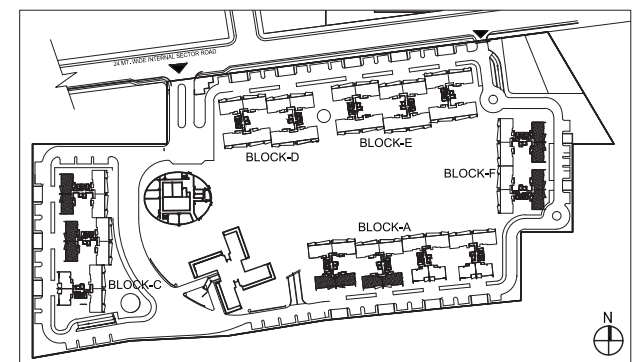 24 MT. WIDE INTERNAL SECTOR ROAD
BLOCK-D
BLOCK-E
BLOCK-F
BLOCK-A
BLOCK-C
N